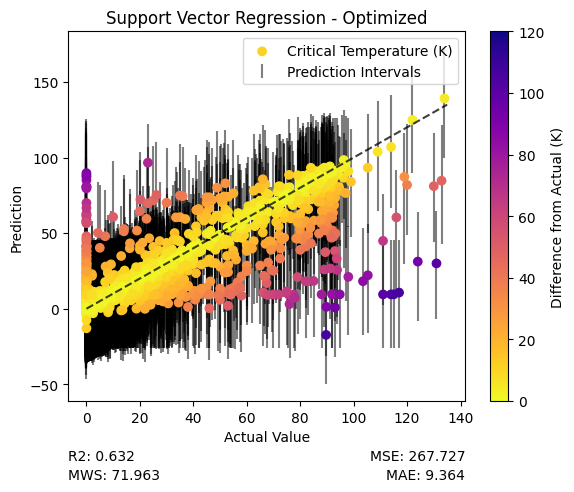 Support Vector Regression - Optimized
Critical Temperature (K)
Prediction Intervals
Prediction
150
100
50
0
−50
0
20
40
60
80
100
120
140
Actual Value
120
100
80
60
40
20
0
Difference from Actual (K)
R2: 0.632
MSE: 267.727
MWS: 71.963
MAE: 9.364